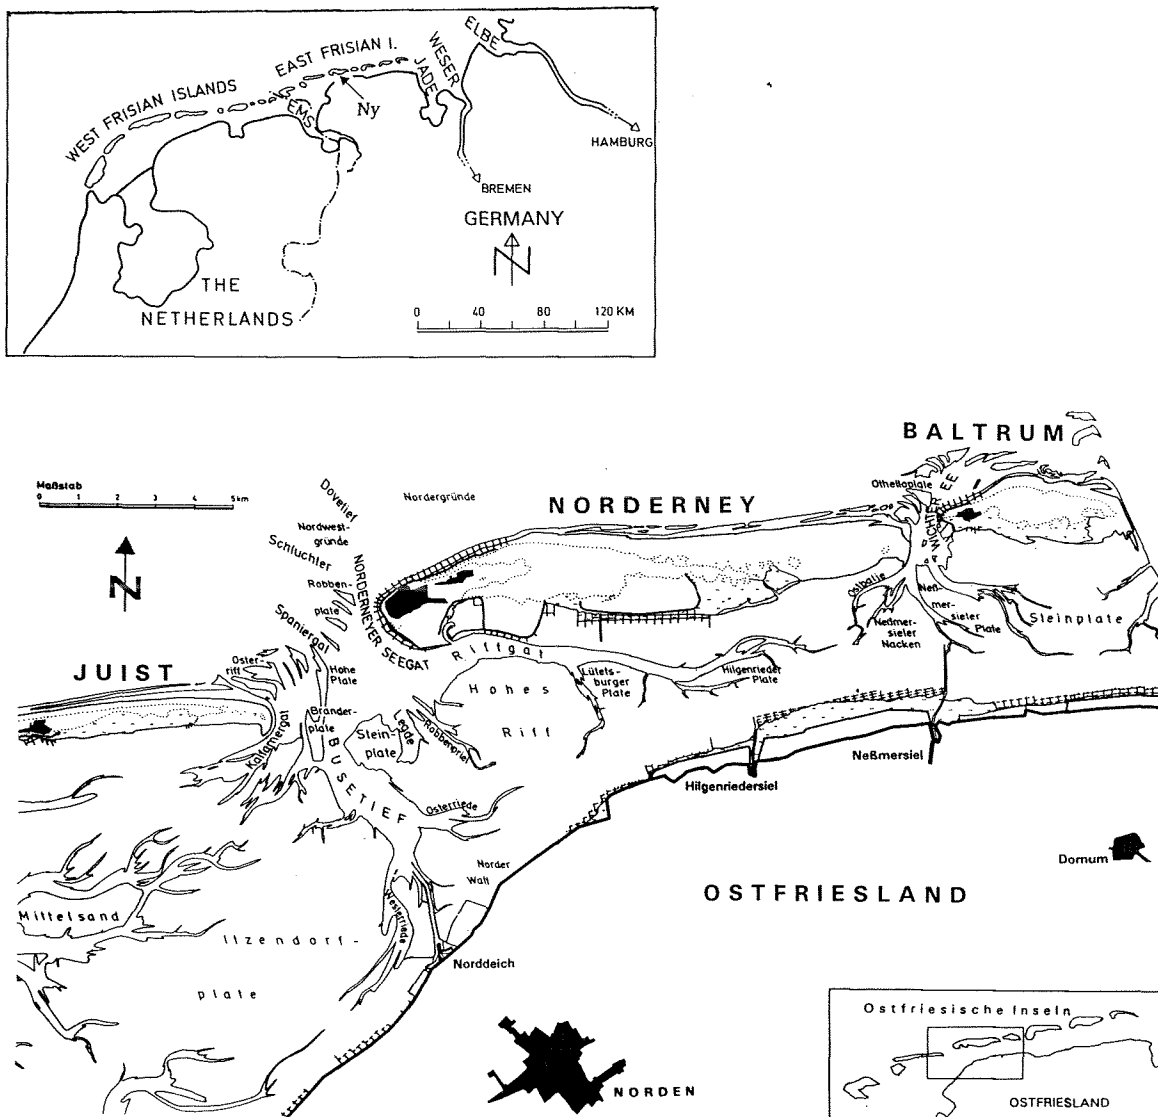 WEST FRISIAN ISLANDS
EAST FRISIAN I.
EMS
Ny
JADE
WESER
ELBE
HAMBURG
BREMEN
GERMANY
N
THE
NETHERLANDS
0 40 80 120 KM
BALTRUM
Maßstab
0 1 2 3 5km
N
Dovetief
Nordergründe
Nordwest-
gründe
Schluchter
NORDERNEY
Othelloplate
WICHTER EE
Robben-
plate
NORDERNEYER SEEGAT
Spaniergat
Riffgat
Ostbalje
Neß-
mer-
sieler
Plate
Neßmer-
sieler
Nacken
Steinplate
JUIST
Oster-
riff
Hohe
Plate
Hohes
Riff
Lütets-
burger
Plate
Hilgenrieder
Plate
Kalfamergat
Brander-
plate
Stein-
plate
Legde
Robbenpriel
BUSETIEF
Osterriede
Neßmersiel
Hilgenriedersiel
Norder
Watt
Dornum
OSTFRIESLAND
Mittelsand
Itzendorf-
plate
Westerriede
Norddeich
NORDEN
Ostfriesische Inseln
OSTFRIESLAND